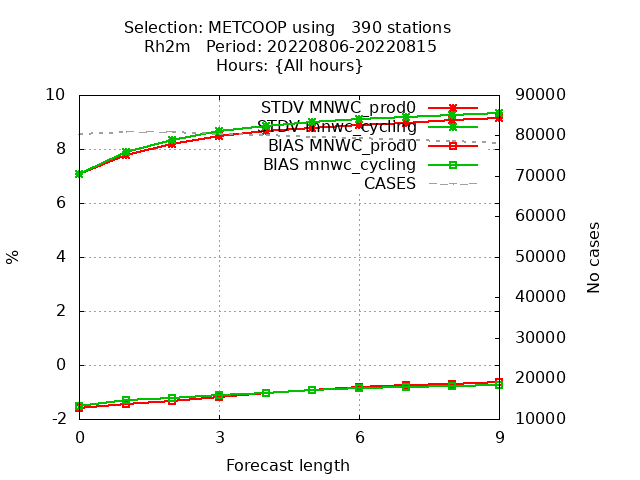 Selection: METCOOP using   390 stations
Rh2m   Period: 20220806-20220815
Hours: {All hours}
STDV MNWC_prod0
STDV mnwc_cycling
BIAS MNWC_prod0
BIAS mnwc_cycling
CASES
%
10
8
6
4
2
0
-2
90000
80000
70000
60000
50000
40000
30000
20000
10000
No cases
0 3 6 9
Forecast length